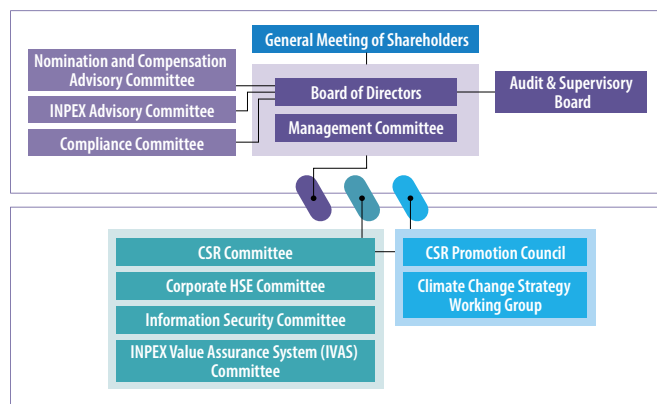 General Meeting of Shareholders
Nomination and Compensation
Advisory Committee
INPEX Advisory Committee
Compliance Committee
Board of Directors
Management Committee
Audit & Supervisory
Board
CSR Committee
Corporate HSE Committee
Information Security Committee
INPEX Value Assurance System (IVAS)
Committee
CSR Promotion Council
Climate Change Strategy
Working Group